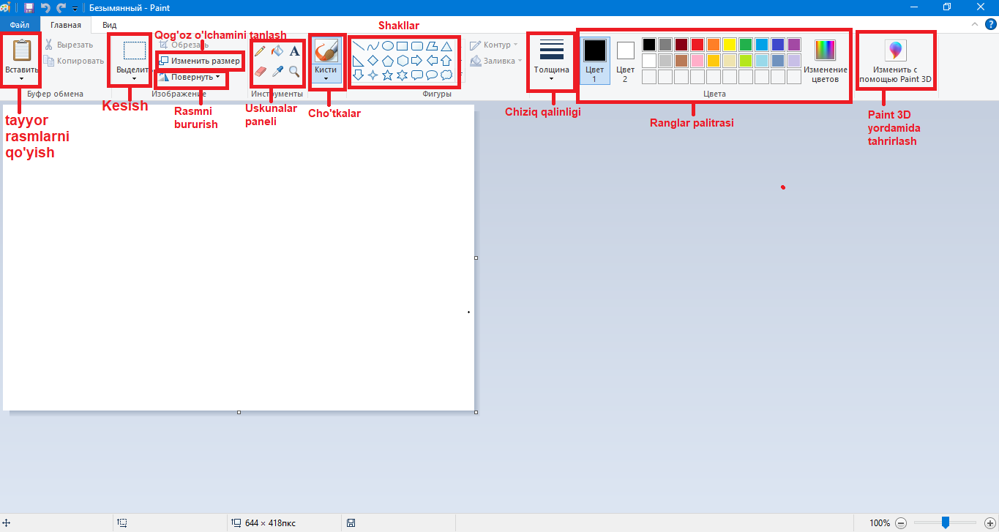 Безымянный - Paint
Файл
Главная
Вид
Shakllar
Qog'oz o'lchamini tanlash
Вставить
Вырезать
Копировать
Буфер обмена
Выделить
Обрезать
Изменить размер
Повернуть
Изображение
A
Инструменты
Кисти
Фигуры
Контур
Заливка
Толщина
Цвет
1
Цвет
2
Изменение
цветов
Цвета
Изменить с
помощью Paint 3D
tayyor
rasmlarni
qo'yish
Kesish
Rasmni
bururish
Uskunalar
paneli
Cho'tkalar
Chiziq qalinligi
Ranglar palitrasi
Paint 3D
yordamida
tahrirlash
644 × 418пкс
100%